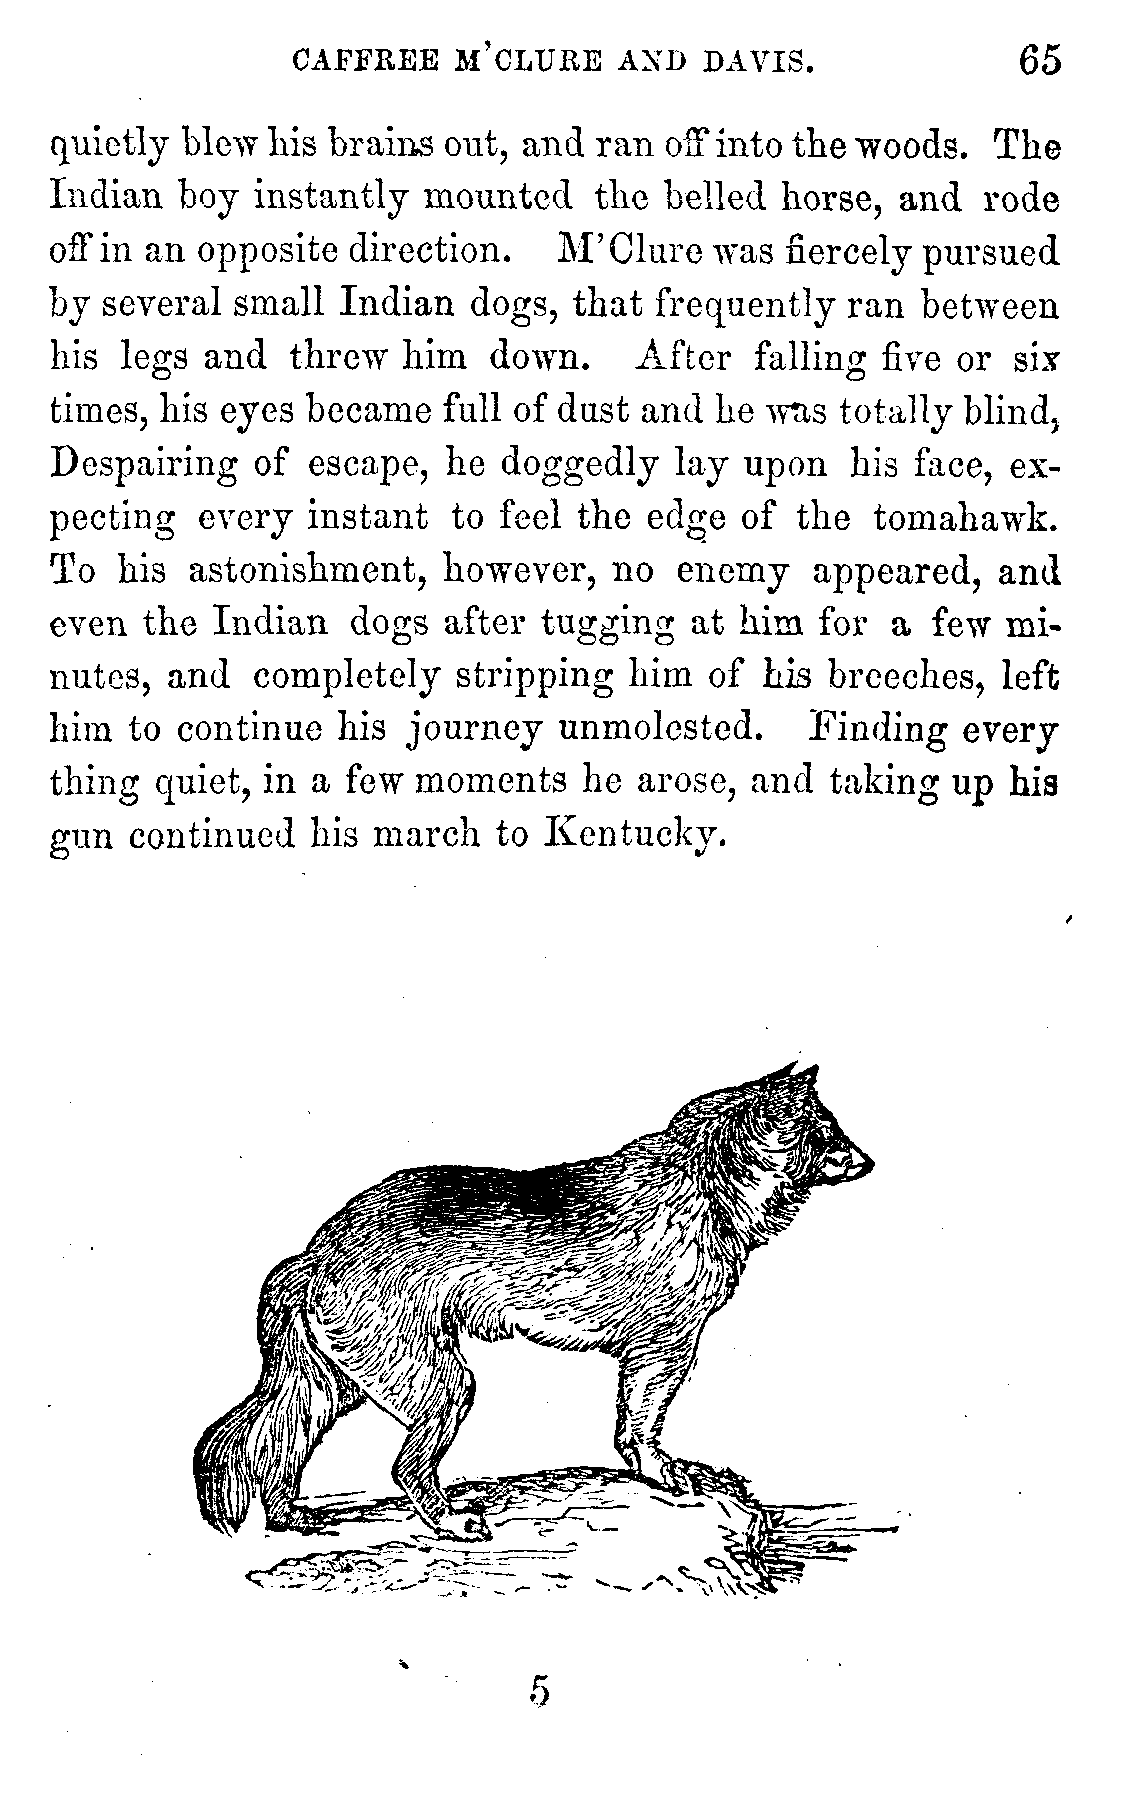 CAFFREE M'CLURE AND DAVIS. 65
quietly blew his brains out, and ran off into the woods. The
Indian boy instantly mounted the belled horse, and rode
off in an opposite direction. M'Clure was fiercely pursued
by several small Indian dogs, that frequently ran between
his legs and threw him down. After falling five or six
times, his eyes became full of dust and he was totally blind,
Despairing of escape, he doggedly lay upon his face, ex-
pecting every instant to feel the edge of the tomahawk.
To his astonishment, however, no enemy appeared, and
even the Indian dogs after tugging at him for a few mi-
nutes, and completely stripping him of his breeches, left
him to continue his journey unmolested. Finding every
thing quiet, in a few moments he arose, and taking up his
gun continued his march to Kentucky.
5